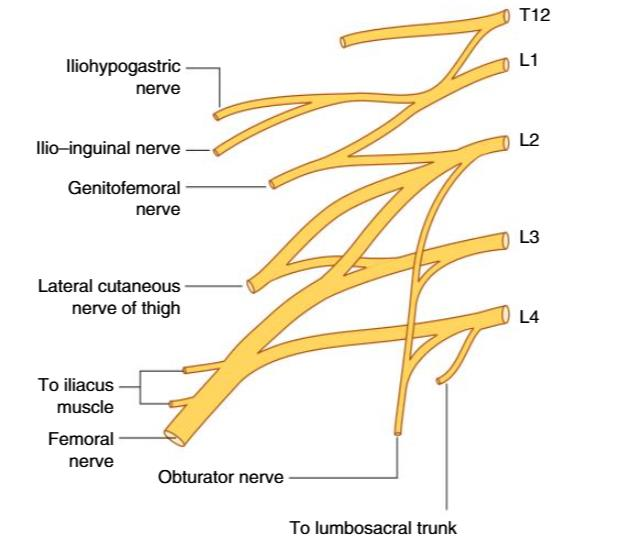 T12
L1
Iliohypogastric
nerve
L2
Ilio–inguinal nerve
Genitofemoral
nerve
L3
Lateral cutaneous
nerve of thigh
L4
To iliacus
muscle
Femoral
nerve
Obturator nerve
To lumbosacral trunk